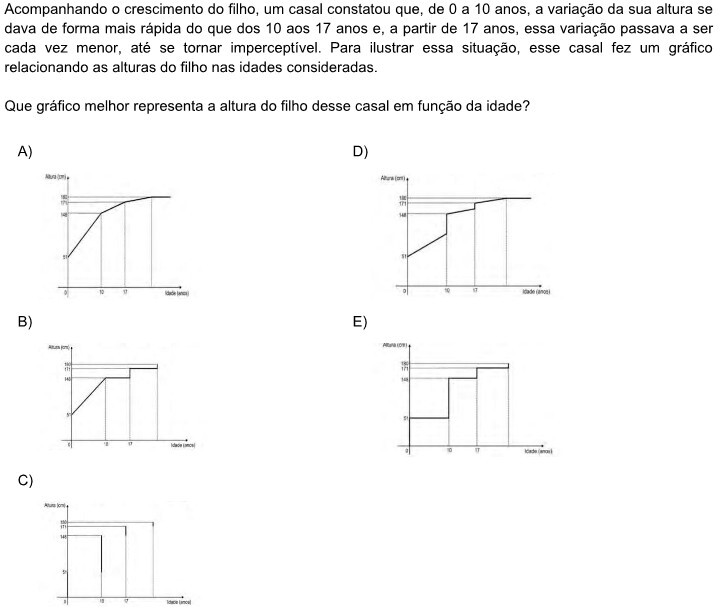 Acompanhando o crescimento do filho, um casal constatou que, de 0 a 10 anos, a variação da sua altura se
dava de forma mais rápida do que dos 10 aos 17 anos e, a partir de 17 anos, essa variação passava a ser
cada vez menor, até se tornar imperceptível. Para ilustrar essa situação, esse casal fez um gráfico
relacionando as alturas do filho nas idades consideradas.
Que gráfico melhor representa a altura do filho desse casal em função da idade?
A)
Altura (cm)
180
171
148
51
0 10 17 Idade (anos)
B)
Altura (cm)
180
171
148
51
0 10 17 Idade (anos)
C)
Altura (cm)
180
171
148
51
0 10 17 Idade (anos)
D)
Altura (cm)
180
171
148
51
0 10 17 Idade (anos)
E)
Altura (cm)
180
171
148
51
0 10 17 Idade (anos)